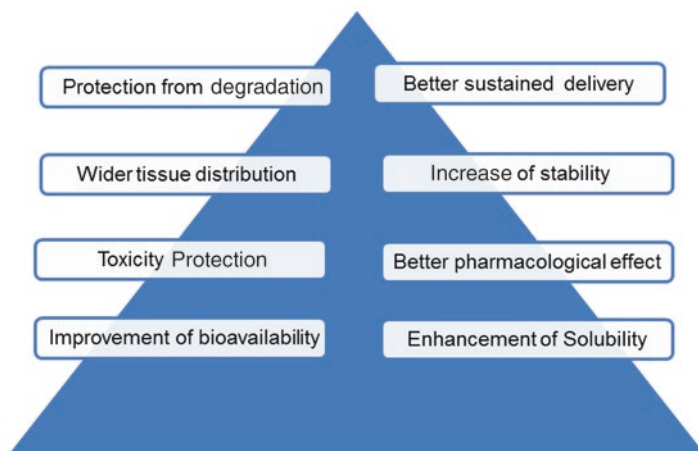 Protection from degradation
Better sustained delivery
Wider tissue distribution
Increase of stability
Toxicity Protection
Better pharmacological effect
Improvement of bioavailability
Enhancement of Solubility